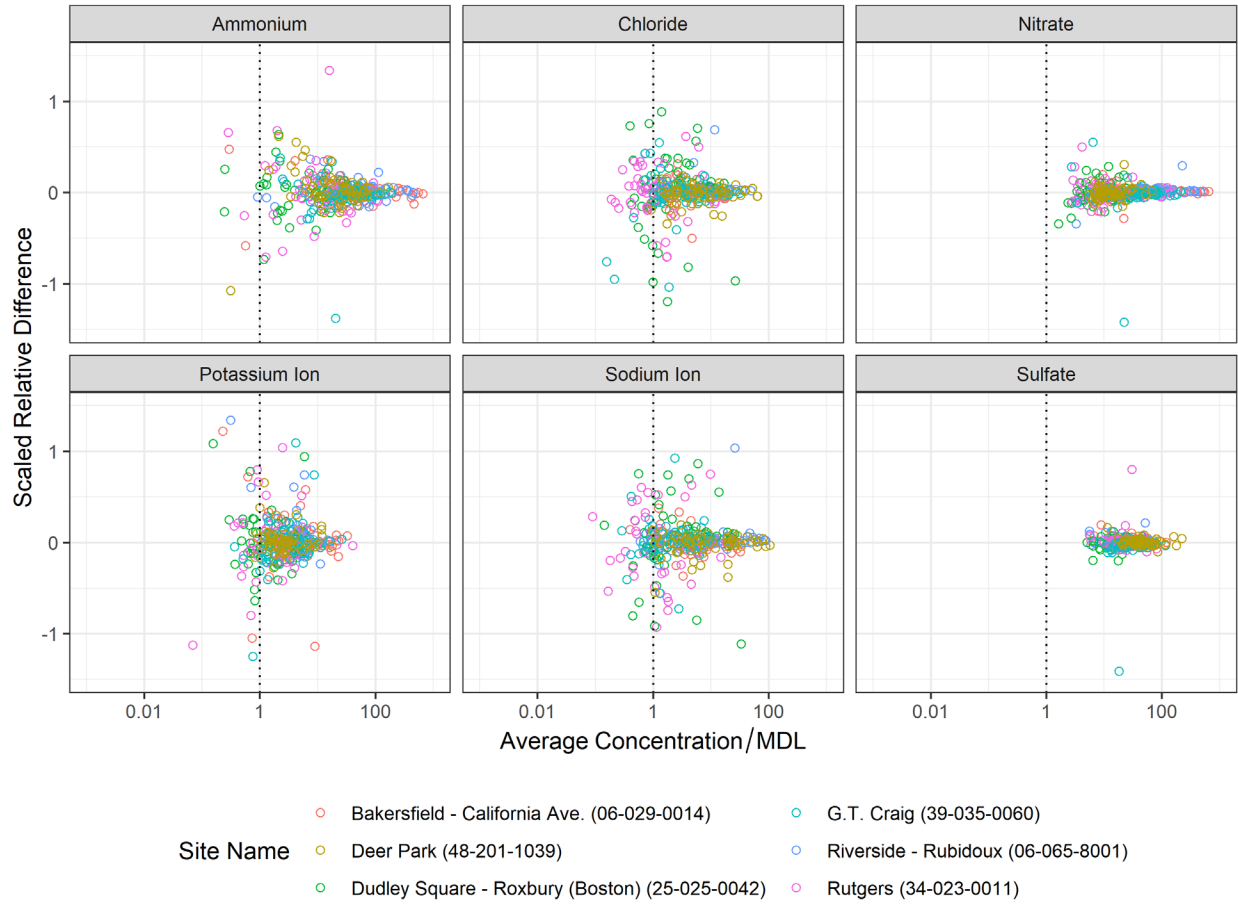 Ammonium
Chloride
Nitrate
1
0
-1
Potassium Ion
Sodium Ion
Sulfate
1
0
-1
Scaled Relative Difference
0.01 1 100
0.01 1 100
0.01 1 100
Average Concentration/MDL
Site Name
Bakersfield - California Ave. (06-029-0014)
Deer Park (48-201-1039)
Dudley Square - Roxbury (Boston) (25-025-0042)
G.T. Craig (39-035-0060)
Riverside - Rubidoux (06-065-8001)
Rutgers (34-023-0011)